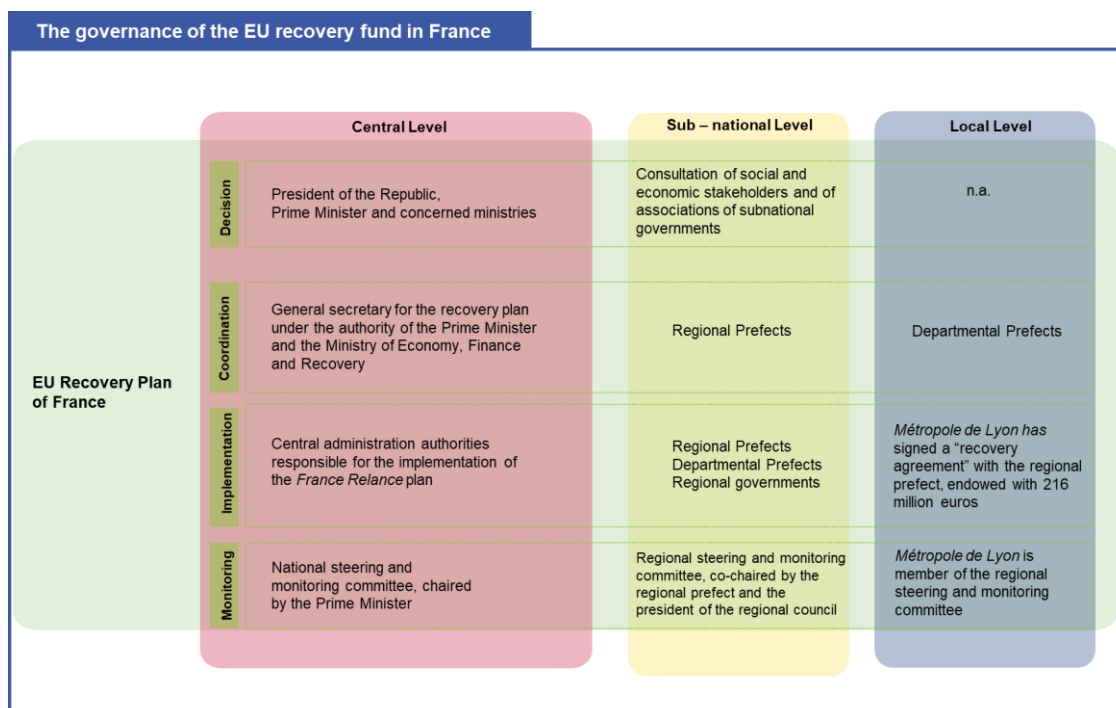 The governance of the EU recovery fund in France
Central Level
Sub – national Level
Local Level
EU Recovery Plan
of France
Decision
President of the Republic,
Prime Minister and concerned ministries
Consultation of social and
economic stakeholders and of
associations of subnational
governments
n.a.
Coordination
General secretary for the recovery plan
under the authority of the Prime Minister
and the Ministry of Economy, Finance
and Recovery
Regional Prefects
Departmental Prefects
Implementation
Central administration authorities
responsible for the implementation of
the France Relance plan
Regional Prefects
Departmental Prefects
Regional governments
Métropole de Lyon has
signed a “recovery
agreement” with the regional
prefect, endowed with 216
million euros
Monitoring
National steering and
monitoring committee, chaired
by the Prime Minister
Regional steering and monitoring
committee, co-chaired by the
regional prefect and the
president of the regional council
Métropole de Lyon is
member of the regional
steering and monitoring
committee